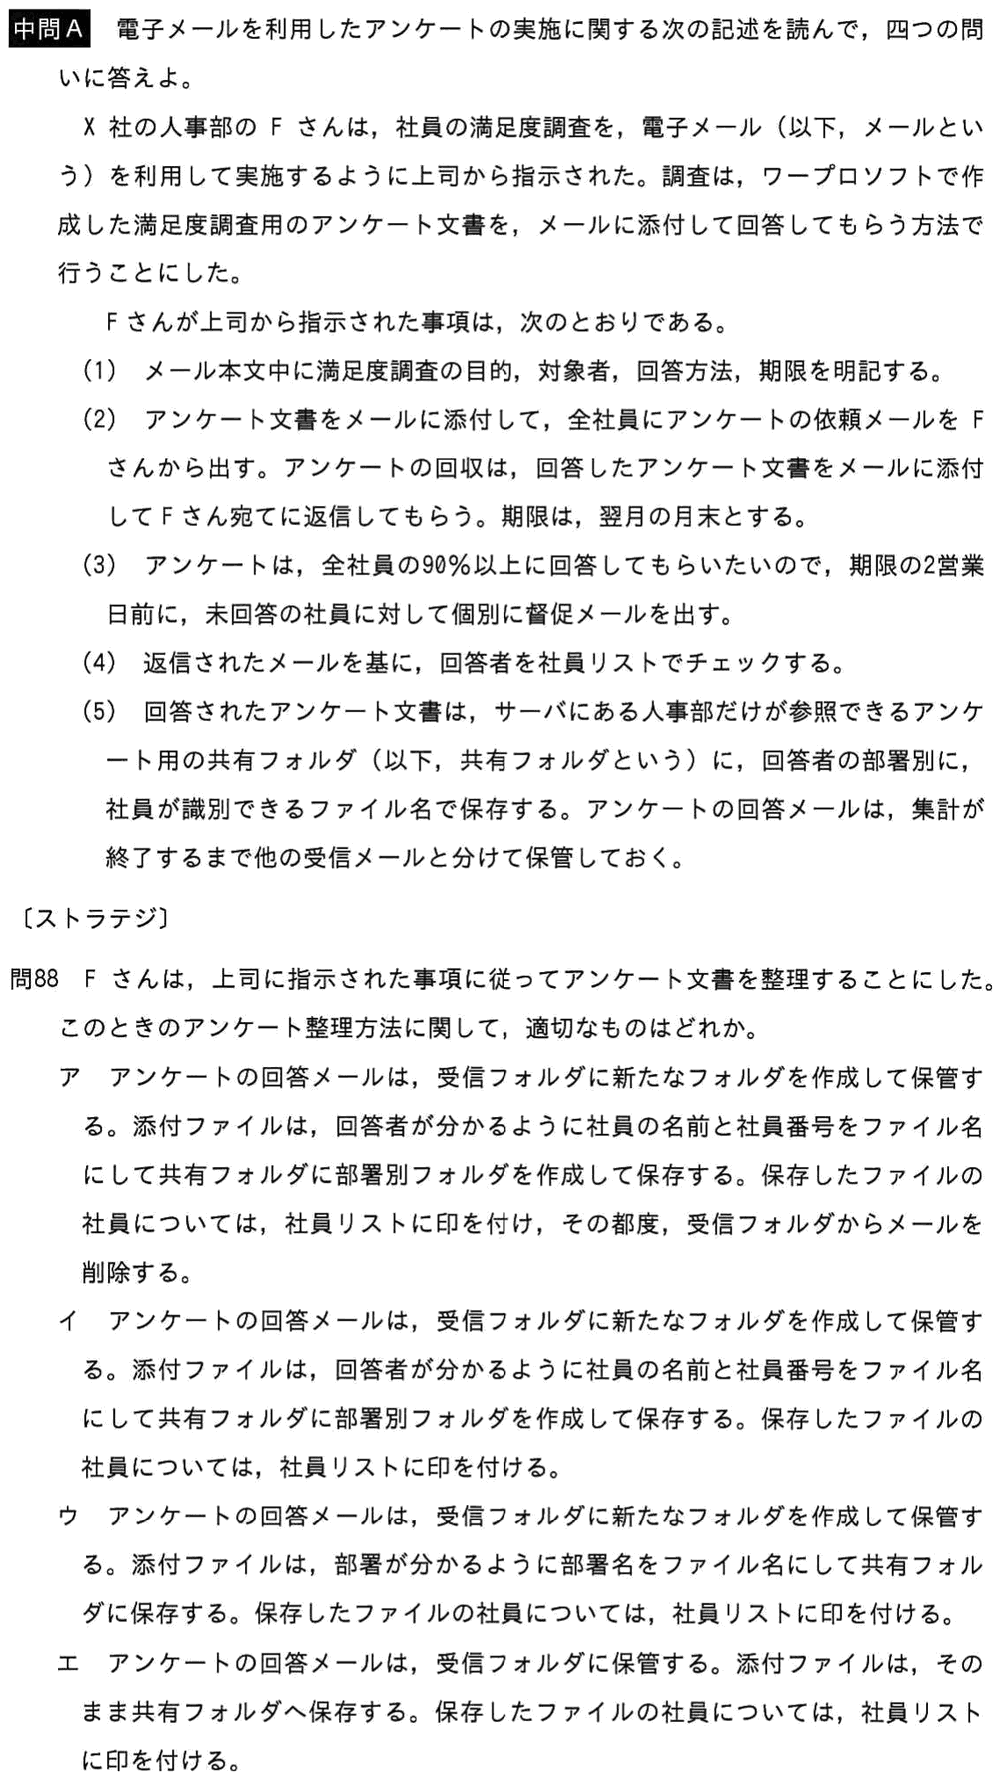 中問A　電子メールを利用したアンケートの実施に関する次の記述を読んで，四つの問
いに答えよ。
X 社の人事部の F さんは，社員の満足度調査を，電子メール（以下，メールとい
う）を利用して実施するように上司から指示された。調査は，ワープロソフトで作
成した満足度調査用のアンケート文書を，メールに添付して回答してもらう方法で
行うことにした。
F さんが上司から指示された事項は，次のとおりである。
(1)　メール本文中に満足度調査の目的，対象者，回答方法，期限を明記する。
(2)　アンケート文書をメールに添付して，全社員にアンケートの依頼メールを F
さんから出す。アンケートの回収は，回答したアンケート文書をメールに添付
して F さん宛てに返信してもらう。期限は，翌月の月末とする。
(3)　アンケートは，全社員の90％以上に回答してもらいたいので，期限の2営業
日前に，未回答の社員に対して個別に督促メールを出す。
(4)　返信されたメールを基に，回答者を社員リストでチェックする。
(5)　回答されたアンケート文書は，サーバにある人事部だけが参照できるアンケ
ート用の共有フォルダ（以下，共有フォルダという）に，回答者の部署別に，
社員が識別できるファイル名で保存する。アンケートの回答メールは，集計が
終了するまで他の受信メールと分けて保管しておく。
〔ストラテジ〕
問88　F さんは，上司に指示された事項に従ってアンケート文書を整理することにした。
このときのアンケート整理方法に関して，適切なものはどれか。
ア　アンケートの回答メールは，受信フォルダに新たなフォルダを作成して保管す
る。添付ファイルは，回答者が分かるように社員の名前と社員番号をファイル名
にして共有フォルダに部署別フォルダを作成して保存する。保存したファイルの
社員については，社員リストに印を付け，その都度，受信フォルダからメールを
削除する。
イ　アンケートの回答メールは，受信フォルダに新たなフォルダを作成して保管す
る。添付ファイルは，回答者が分かるように社員の名前と社員番号をファイル名
にして共有フォルダに部署別フォルダを作成して保存する。保存したファイルの
社員については，社員リストに印を付ける。
ウ　アンケートの回答メールは，受信フォルダに新たなフォルダを作成して保管す
る。添付ファイルは，部署が分かるように部署名をファイル名にして共有フォル
ダに保存する。保存したファイルの社員については，社員リストに印を付ける。
エ　アンケートの回答メールは，受信フォルダに保管する。添付ファイルは，その
まま共有フォルダへ保存する。保存したファイルの社員については，社員リスト
に印を付ける。